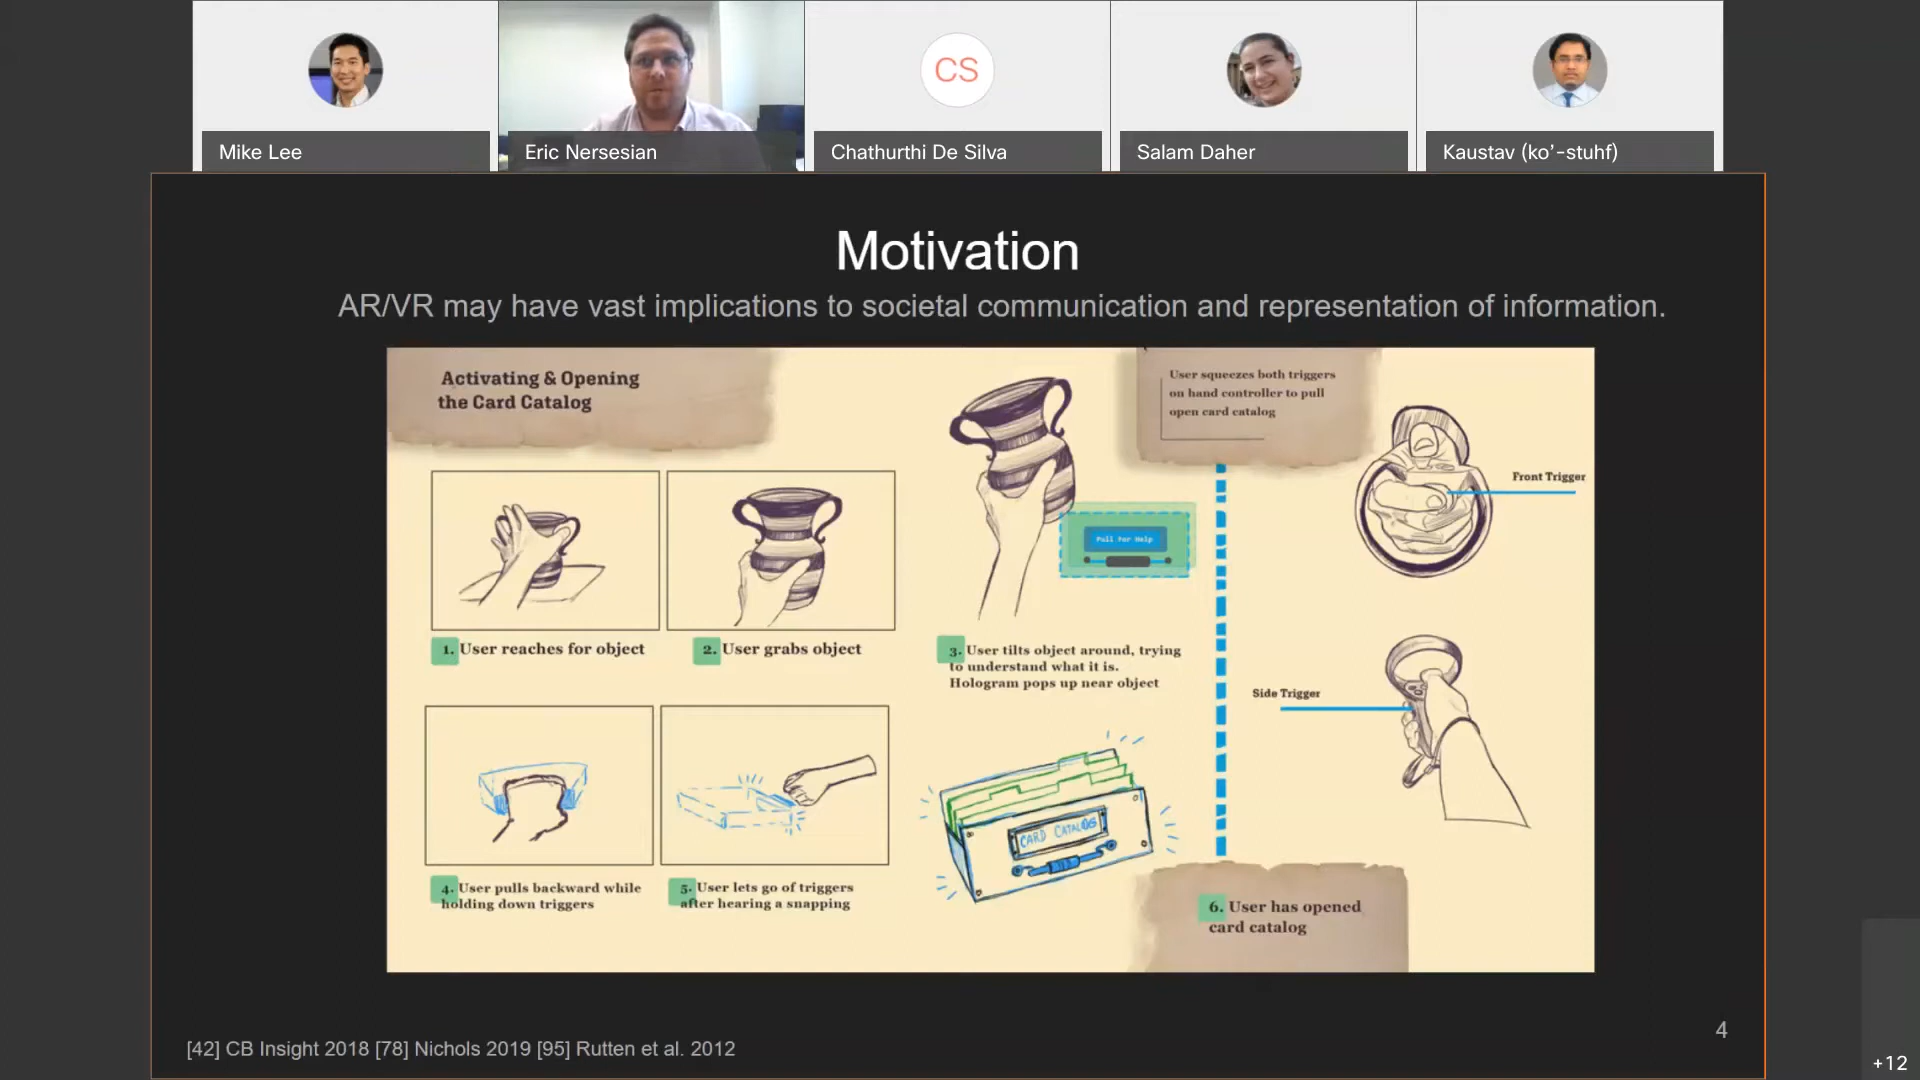 CS
Mike Lee
Eric Nersesian
Chathurthi De Silva
Salam Daher
Kaustav (ko’-stuhf)
Motivation
AR/VR may have vast implications to societal communication and representation of information.
Activating & Opening
the Card Catalog
User squeezes both triggers
on hand controller to pull
open card catalog
Front Trigger
Pull For Help
1. User reaches for object
2. User grabs object
3. User tilts object around, trying
to understand what it is.
Hologram pops up near object
Side Trigger
CARD CATALOG
4. User pulls backward while
holding down triggers
5. User lets go of triggers
after hearing a snapping
6. User has opened
card catalog
4
[42] CB Insight 2018 [78] Nichols 2019 [95] Rutten et al. 2012
+12